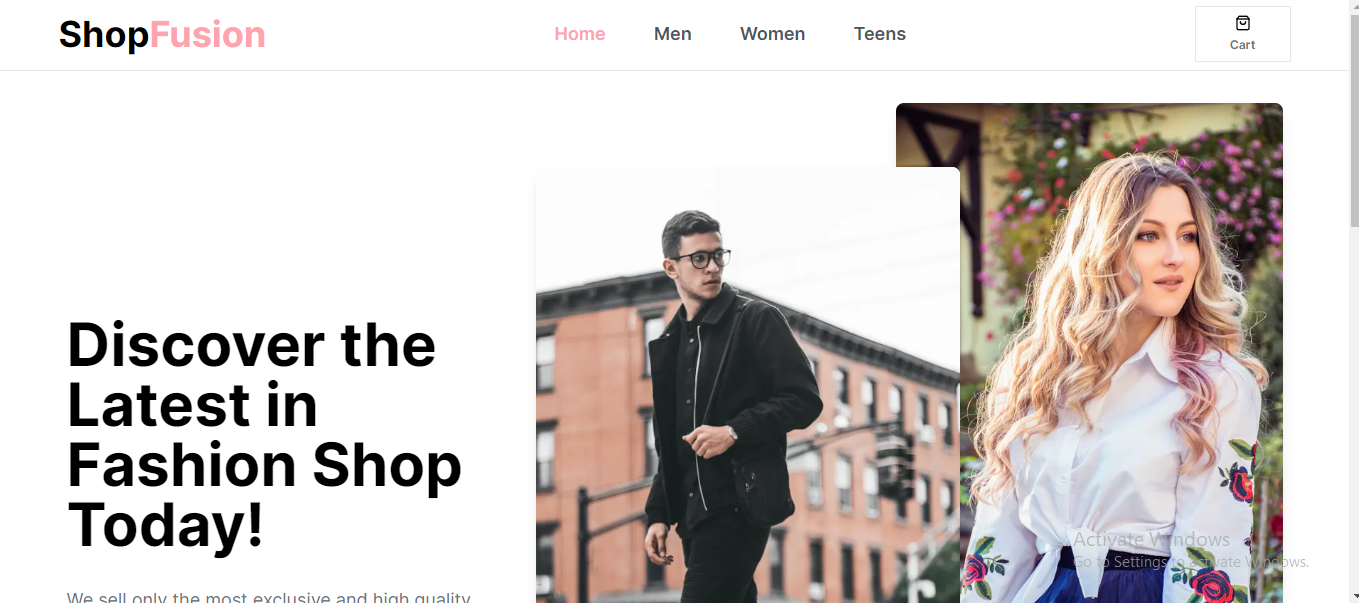 ShopFusion
Home Men Women Teens
Cart
Discover the
Latest in
Fashion Shop
Today!
We sell only the most exclusive and high quality
Activate Windows
Go to Settings to activate Windows.